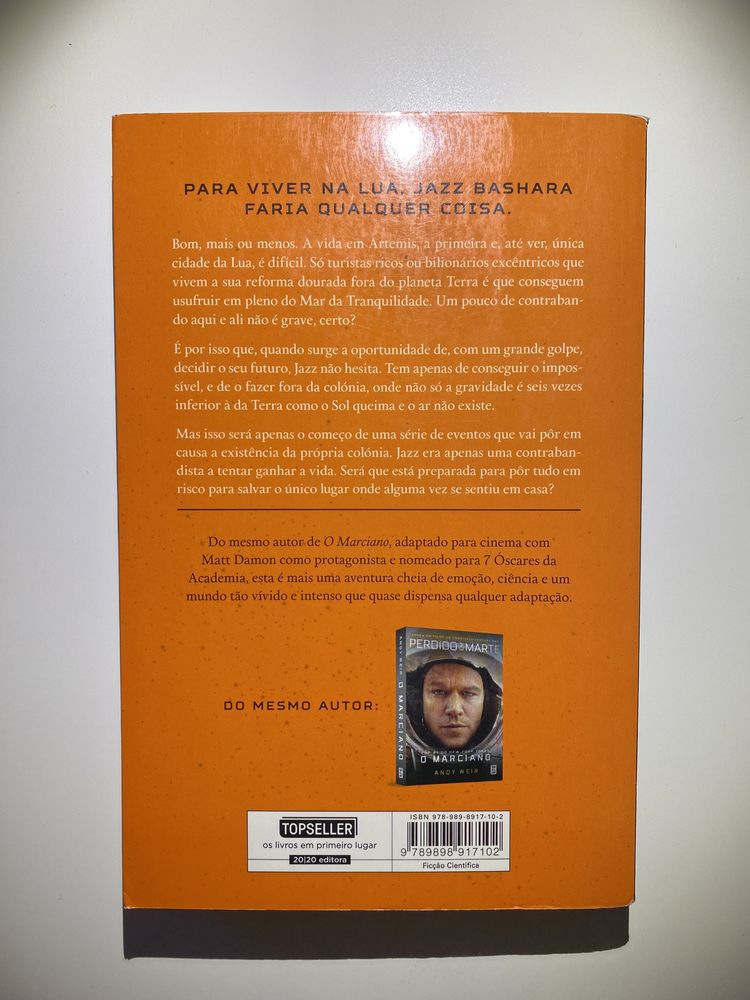 PARA VIVER NA LUA, JAZZ BASHARA
FARIA QUALQUER COISA.
Bom, mais ou menos. A vida em Artemis, a primeira e, até ver, única
cidade da Lua, é difícil. Só turistas ricos ou bilionários excêntricos que
vivem a sua reforma dourada fora do planeta Terra é que conseguem
usufruir em pleno do Mar da Tranquilidade. Um pouco de contraban-
do aqui e ali não é grave, certo?
É por isso que, quando surge a oportunidade de, com um grande golpe,
decidir o seu futuro, Jazz não hesita. Tem apenas de conseguir o impos-
sível, e de o fazer fora da colónia, onde não só a gravidade é seis vezes
inferior à da Terra como o Sol queima e o ar não existe.
Mas isso será apenas o começo de uma série de eventos que vai pôr em
causa a existência da própria colónia. Jazz era apenas uma contraban-
dista a tentar ganhar a vida. Será que está preparada para pôr tudo em
risco para salvar o único lugar onde alguma vez se sentiu em casa?
Do mesmo autor de O Marciano, adaptado para cinema com
Matt Damon como protagonista e nomeado para 7 Óscares da
Academia, esta é mais uma aventura cheia de emoção, ciência e um
mundo tão vívido e intenso que quase dispensa qualquer adaptação.
DO MESMO AUTOR:
ANDY WEIR O MARCIANO
PERDIDO EM MARTE
O MARCIANO
ANDY WEIR
TOPSELLER
os livros em primeiro lugar
20|20 editora
ISBN 978-989-8917-10-2
9 789898 917102
Ficção Científica